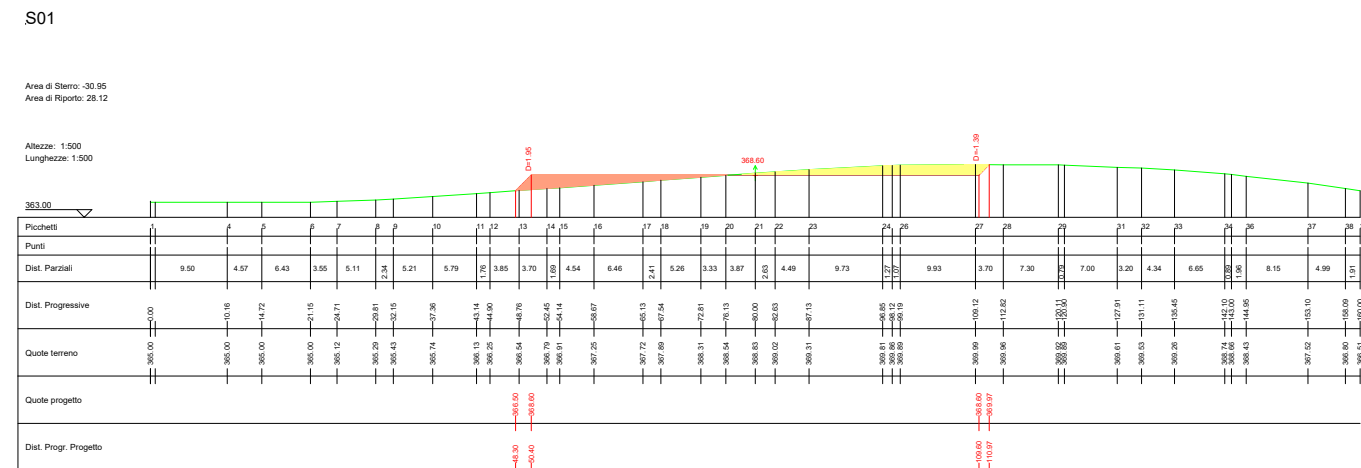 S01
Area di Sterro: -30.95
Area di Riporto: 28.12
Altezze: 1:500
Lunghezze: 1:500
D=1.95
368.60
D=-1.39
363.00
Picchetti 1 4 5 6 7 8 9 10 11 12 13 14 15 16 17 18 19 20 21 22 23 24 26 27 28 29 31 32 33 34 36 37 38
Punti
Dist. Parziali 9.50 4.57 6.43 3.55 5.11 2.34 5.21 5.79 1.76 3.85 3.70 1.69 4.54 6.46 2.41 5.26 3.33 3.87 2.63 4.49 9.73 1.27 1.07 9.93 3.70 7.30 0.79 7.00 3.20 4.34 6.65 0.89 1.96 8.15 4.99 1.91
Dist. Progressive 0.00 10.16 14.72 21.15 24.71 29.81 32.15 37.36 43.14 44.90 48.76 52.45 54.14 58.67 65.13 67.54 72.81 76.13 80.00 82.63 87.13 96.85 98.12 99.19 109.12 112.82 120.11 120.90 127.91 131.11 135.45 142.10 143.00 144.95 153.10 158.09 160.00
Quote terreno 365.00 365.00 365.00 365.00 365.12 365.29 365.43 365.74 366.13 366.25 366.54 366.79 366.91 367.25 367.72 367.89 368.31 368.54 368.83 369.02 369.31 369.81 369.86 369.89 369.99 369.96 369.92 369.89 369.61 369.53 369.26 368.74 368.66 368.43 367.52 366.80 366.51
Quote progetto 366.50 368.60 368.60 369.97
Dist. Progr. Progetto 48.30 50.40 109.60 110.97